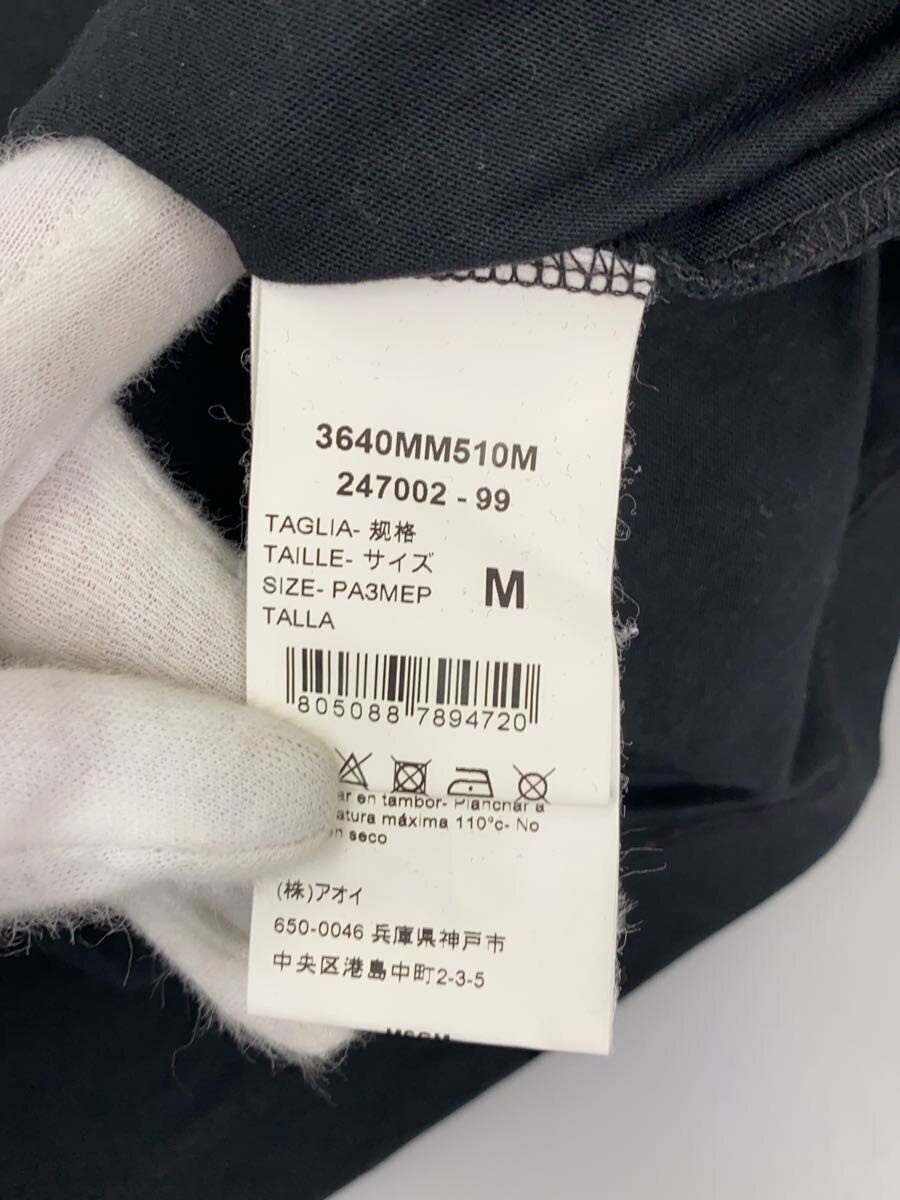 3640MM510M
247002 - 99
TAGLIA- 规格
TAILLE- サイズ
SIZE- PA3MEP
TALLA
M
805088 7894720
en tambor- Planchar a
máxima 110°c- No
seco
(株)アオイ
650-0046 兵庫県神戸市
中央区港島中町2-3-5
MSGM